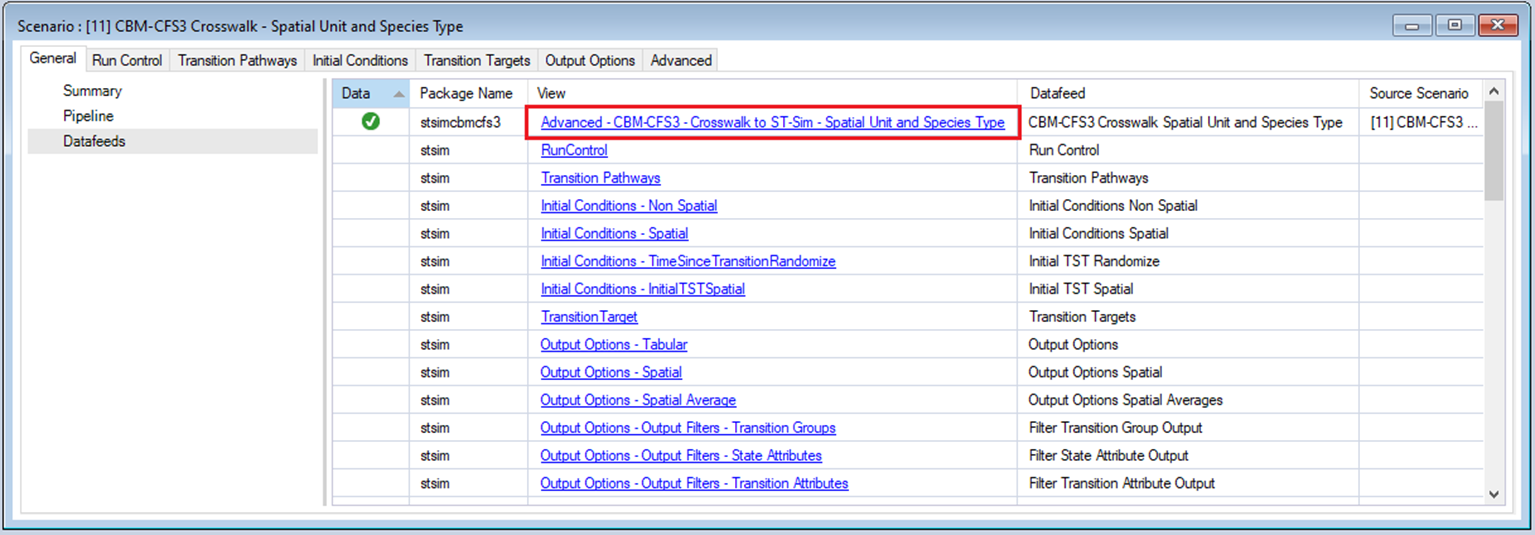 Scenario : [11] CBM-CFS3 Crosswalk - Spatial Unit and Species Type
General Run Control Transition Pathways Initial Conditions Transition Targets Output Options Advanced
Summary
Pipeline
Datafeeds
Data Package Name View Datafeed Source Scenario
stsimcbmcfs3 Advanced - CBM-CFS3 - Crosswalk to ST-Sim - Spatial Unit and Species Type CBM-CFS3 Crosswalk Spatial Unit and Species Type [11] CBM-CFS3 ...
stsim RunControl Run Control
stsim Transition Pathways Transition Pathways
stsim Initial Conditions - Non Spatial Initial Conditions Non Spatial
stsim Initial Conditions - Spatial Initial Conditions Spatial
stsim Initial Conditions - TimeSinceTransitionRandomize Initial TST Randomize
stsim Initial Conditions - InitialTSTSpatial Initial TST Spatial
stsim TransitionTarget Transition Targets
stsim Output Options - Tabular Output Options
stsim Output Options - Spatial Output Options Spatial
stsim Output Options - Spatial Average Output Options Spatial Averages
stsim Output Options - Output Filters - Transition Groups Filter Transition Group Output
stsim Output Options - Output Filters - State Attributes Filter State Attribute Output
stsim Output Options - Output Filters - Transition Attributes Filter Transition Attribute Output